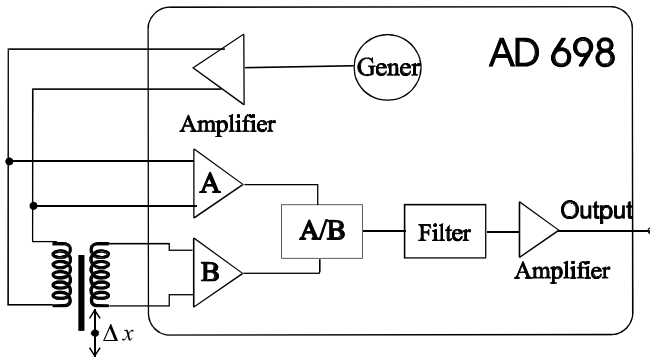 AD 698
Gener
Amplifier
A
A/B
Filter
Output
B
Amplifier
Δx